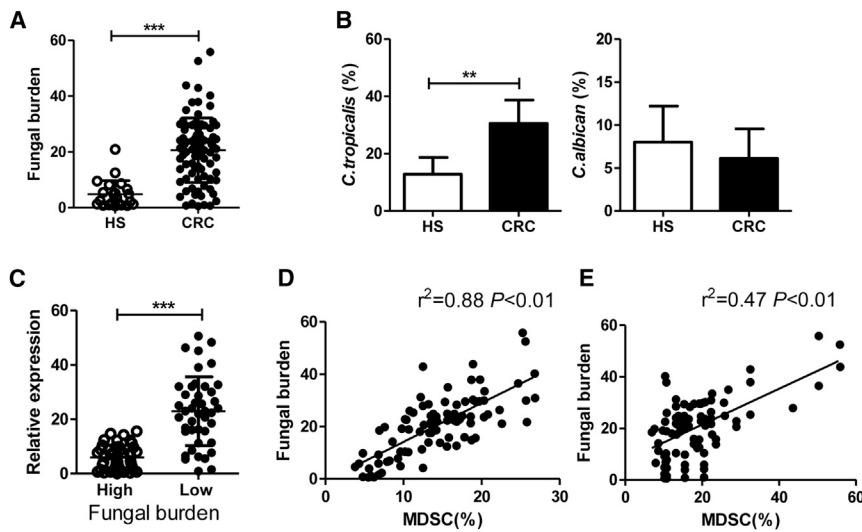 A
***
Fungal burden
60
40
20
0
HS CRC
B
**
C.tropicalis (%)
60
40
20
0
HS CRC
C.albican (%)
20
15
10
5
0
HS CRC
C
***
Relative expression
60
40
20
0
High Low
Fungal burden
D
r²=0.88 P<0.01
Fungal burden
60
40
20
0
0 10 20 30
MDSC(%)
E
r²=0.47 P<0.01
Fungal burden
60
40
20
0
0 20 40 60
MDSC(%)